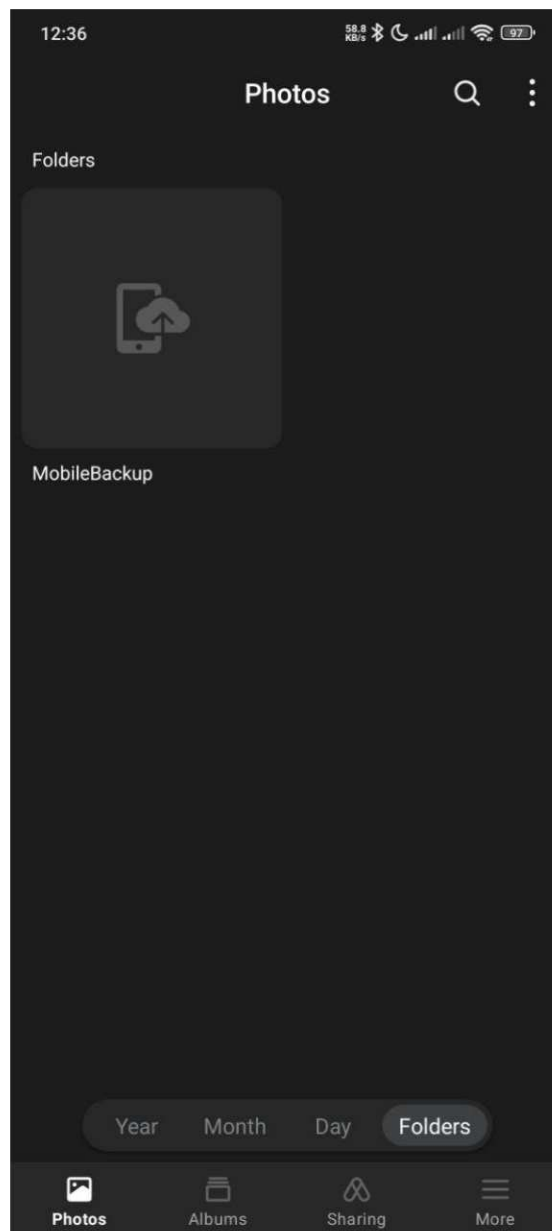 12:36 58.8 KB/s 97
Photos
Folders
MobileBackup
Year Month Day Folders
Photos Albums Sharing More